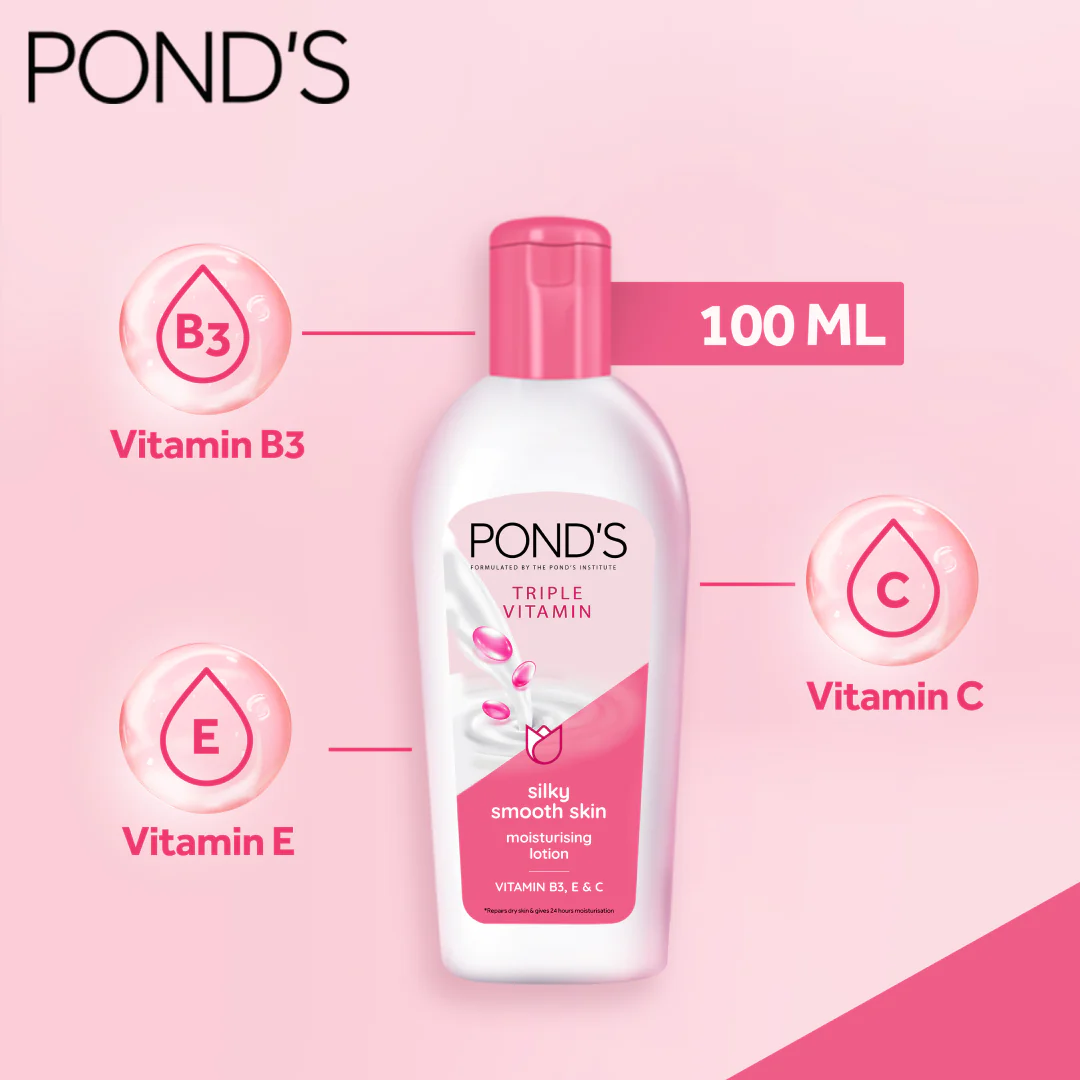 POND'S
100 ML
B3
Vitamin B3
POND'S
FORMULATED BY THE POND'S INSTITUTE
TRIPLE
VITAMIN
C
Vitamin C
E
Vitamin E
silky
smooth skin
moisturising
lotion
VITAMIN B3, E & C
*Repairs dry skin & gives 24 hours moisturisation